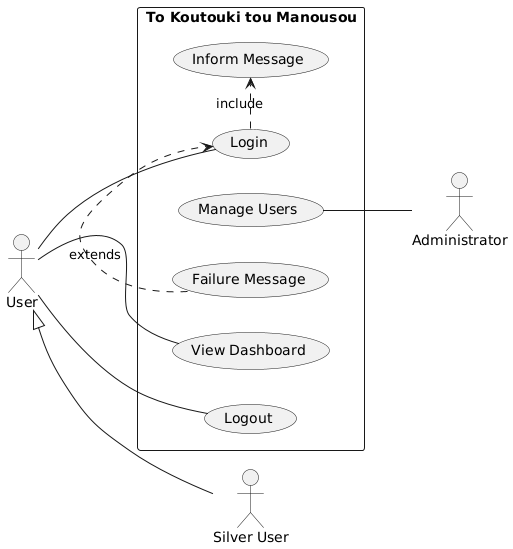 To Koutouki tou Manousou
Inform Message
include
Login
Manage Users
Administrator
extends
Failure Message
User
View Dashboard
Logout
Silver User